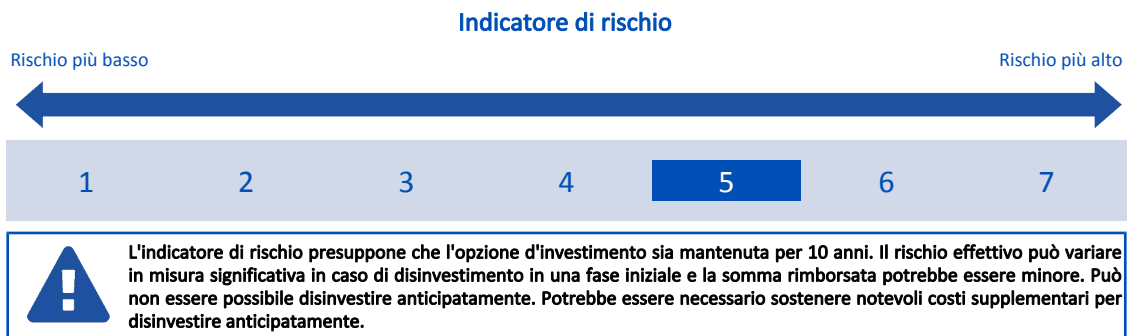 Indicatore di rischio
Rischio più basso Rischio più alto
1 2 3 4 5 6 7
L'indicatore di rischio presuppone che l'opzione d'investimento sia mantenuta per 10 anni. Il rischio effettivo può variare
in misura significativa in caso di disinvestimento in una fase iniziale e la somma rimborsata potrebbe essere minore. Può
non essere possibile disinvestire anticipatamente. Potrebbe essere necessario sostenere notevoli costi supplementari per
disinvestire anticipatamente.